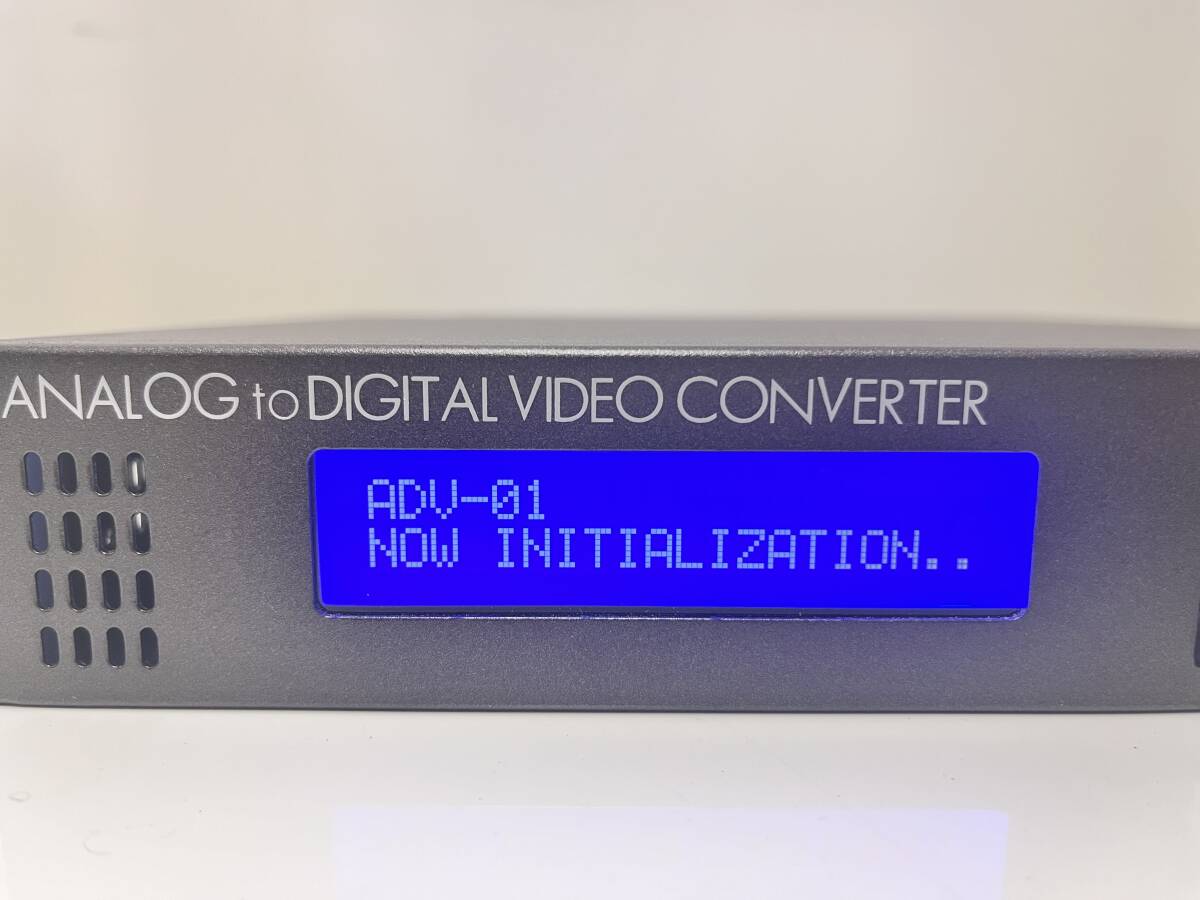 ANALOG to DIGITAL VIDEO CONVERTER
ADV-01
NOW INITIALIZATION..